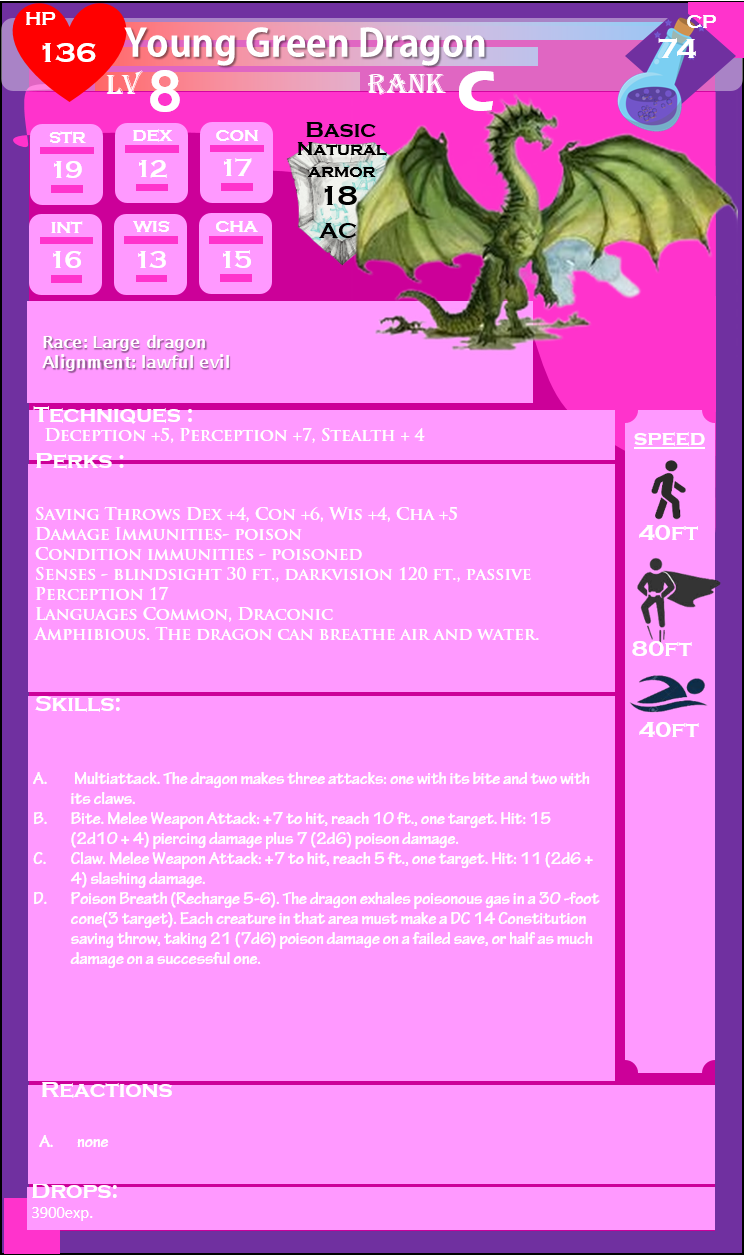 HP
136
Young Green Dragon
CP
74
LV 8
RANK C
STR
19
DEX
12
CON
17
INT
16
WIS
13
CHA
15
Basic
Natural
armor
18
AC
Race: Large dragon
Alignment: lawful evil
Techniques :
Deception +5, Perception +7, Stealth + 4
Perks :
Saving Throws Dex +4, Con +6, Wis +4, Cha +5
Damage Immunities- poison
Condition immunities - poisoned
Senses - blindsight 30 ft., darkvision 120 ft., passive
Perception 17
Languages Common, Draconic
Amphibious. The dragon can breathe air and water.
SPEED
40FT
80FT
40FT
Skills:
A. Multiattack. The dragon makes three attacks: one with its bite and two with
its claws.
B. Bite. Melee Weapon Attack: +7 to hit, reach 10 ft., one target. Hit: 15
(2d10 + 4) piercing damage plus 7 (2d6) poison damage.
C. Claw. Melee Weapon Attack: +7 to hit, reach 5 ft., one target. Hit: 11 (2d6 +
4) slashing damage.
D. Poison Breath (Recharge 5-6). The dragon exhales poisonous gas in a 30 -foot
cone(3 target). Each creature in that area must make a DC 14 Constitution
saving throw, taking 21 (7d6) poison damage on a failed save, or half as much
damage on a successful one.
Reactions
A. none
Drops:
3900exp.